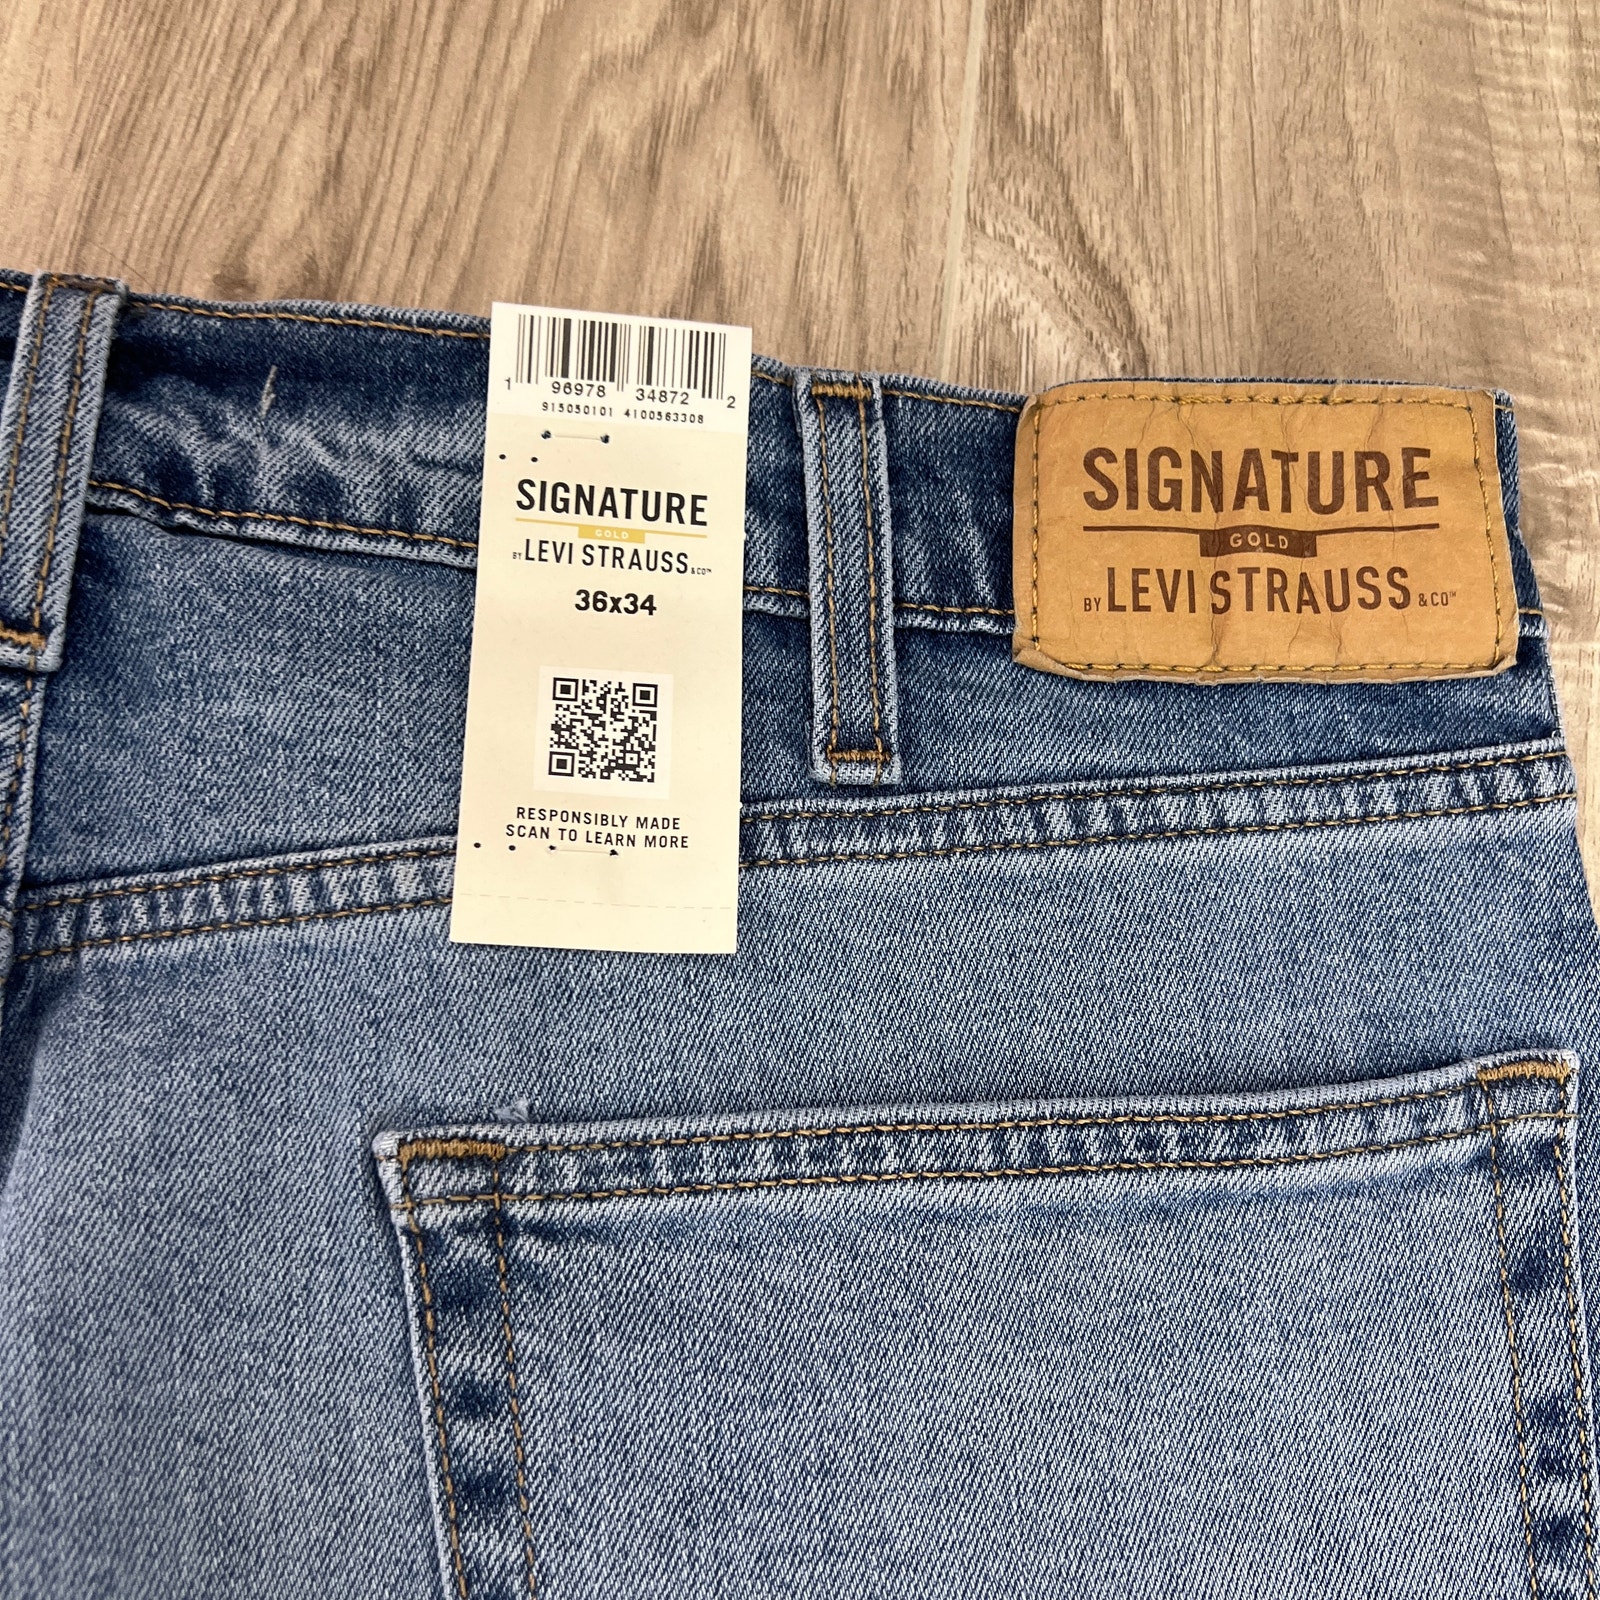 1 96978 34872 2
915050101 4100563308
SIGNATURE
GOLD
BY LEVI STRAUSS & CO™
36x34
RESPONSIBLY MADE
SCAN TO LEARN MORE
SIGNATURE
GOLD
BY LEVI STRAUSS & CO™